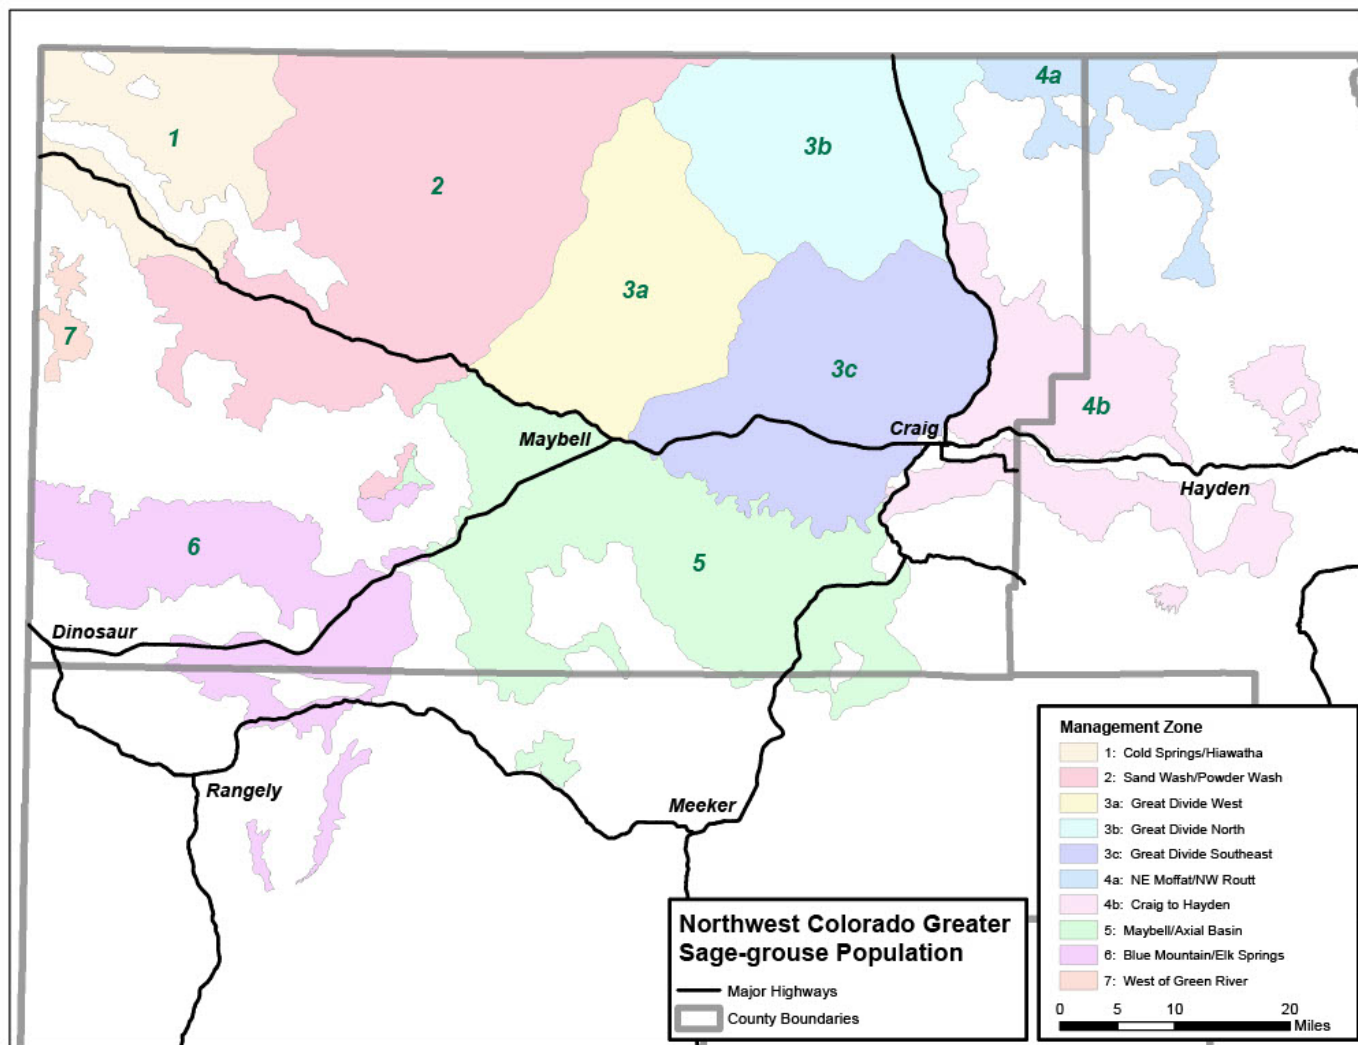 4a
1
3b
2
3a
7
3c
4b
Craig
Maybell
Hayden
6
5
Dinosaur
Rangely
Meeker
Northwest Colorado Greater
Sage-grouse Population
Major Highways
County Boundaries
Management Zone
1: Cold Springs/Hiawatha
2: Sand Wash/Powder Wash
3a: Great Divide West
3b: Great Divide North
3c: Great Divide Southeast
4a: NE Moffat/NW Routt
4b: Craig to Hayden
5: Maybell/Axial Basin
6: Blue Mountain/Elk Springs
7: West of Green River
0 5 10 20
Miles